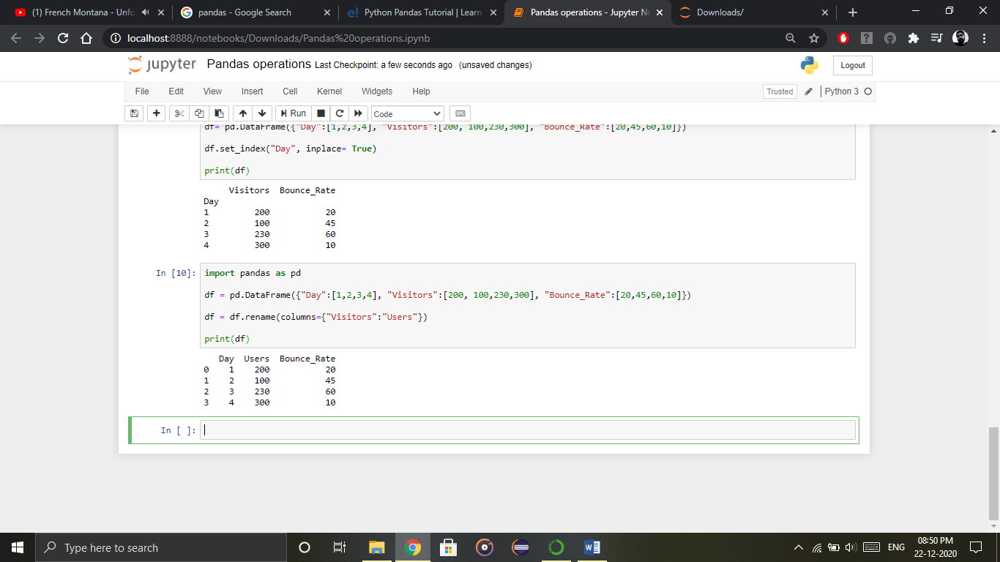 (1) French Montana - Unfo
pandas - Google Search
Python Pandas Tutorial | Learn
Pandas operations - Jupyter No
Downloads/
localhost:8888/notebooks/Downloads/Pandas%20operations.ipynb
jupyter Pandas operations Last Checkpoint: a few seconds ago (unsaved changes)
Logout
File Edit View Insert Cell Kernel Widgets Help
Trusted Python 3
Run Code
df= pd.DataFrame({"Day":[1,2,3,4], "Visitors":[200, 100,230,300], "Bounce_Rate":[20,45,60,10]})
df.set_index("Day", inplace= True)
print(df)
Visitors Bounce_Rate
Day
1 200 20
2 100 45
3 230 60
4 300 10
In [10]: import pandas as pd
df = pd.DataFrame({"Day":[1,2,3,4], "Visitors":[200, 100,230,300], "Bounce_Rate":[20,45,60,10]})
df = df.rename(columns={"Visitors":"Users"})
print(df)
Day Users Bounce_Rate
0 1 200 20
1 2 100 45
2 3 230 60
3 4 300 10
In [ ]:
Type here to search
ENG
08:50 PM
22-12-2020